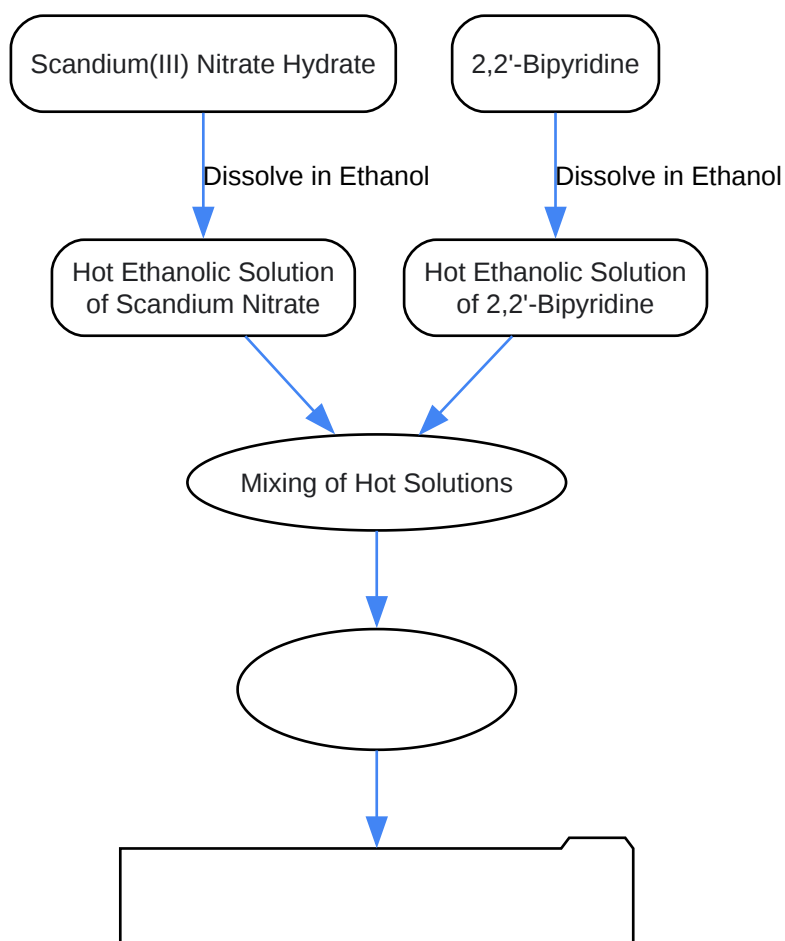 Scandium(III) Nitrate Hydrate
2,2'-Bipyridine
Dissolve in Ethanol
Dissolve in Ethanol
Hot Ethanolic Solution
of Scandium Nitrate
Hot Ethanolic Solution
of 2,2'-Bipyridine
Mixing of Hot Solutions